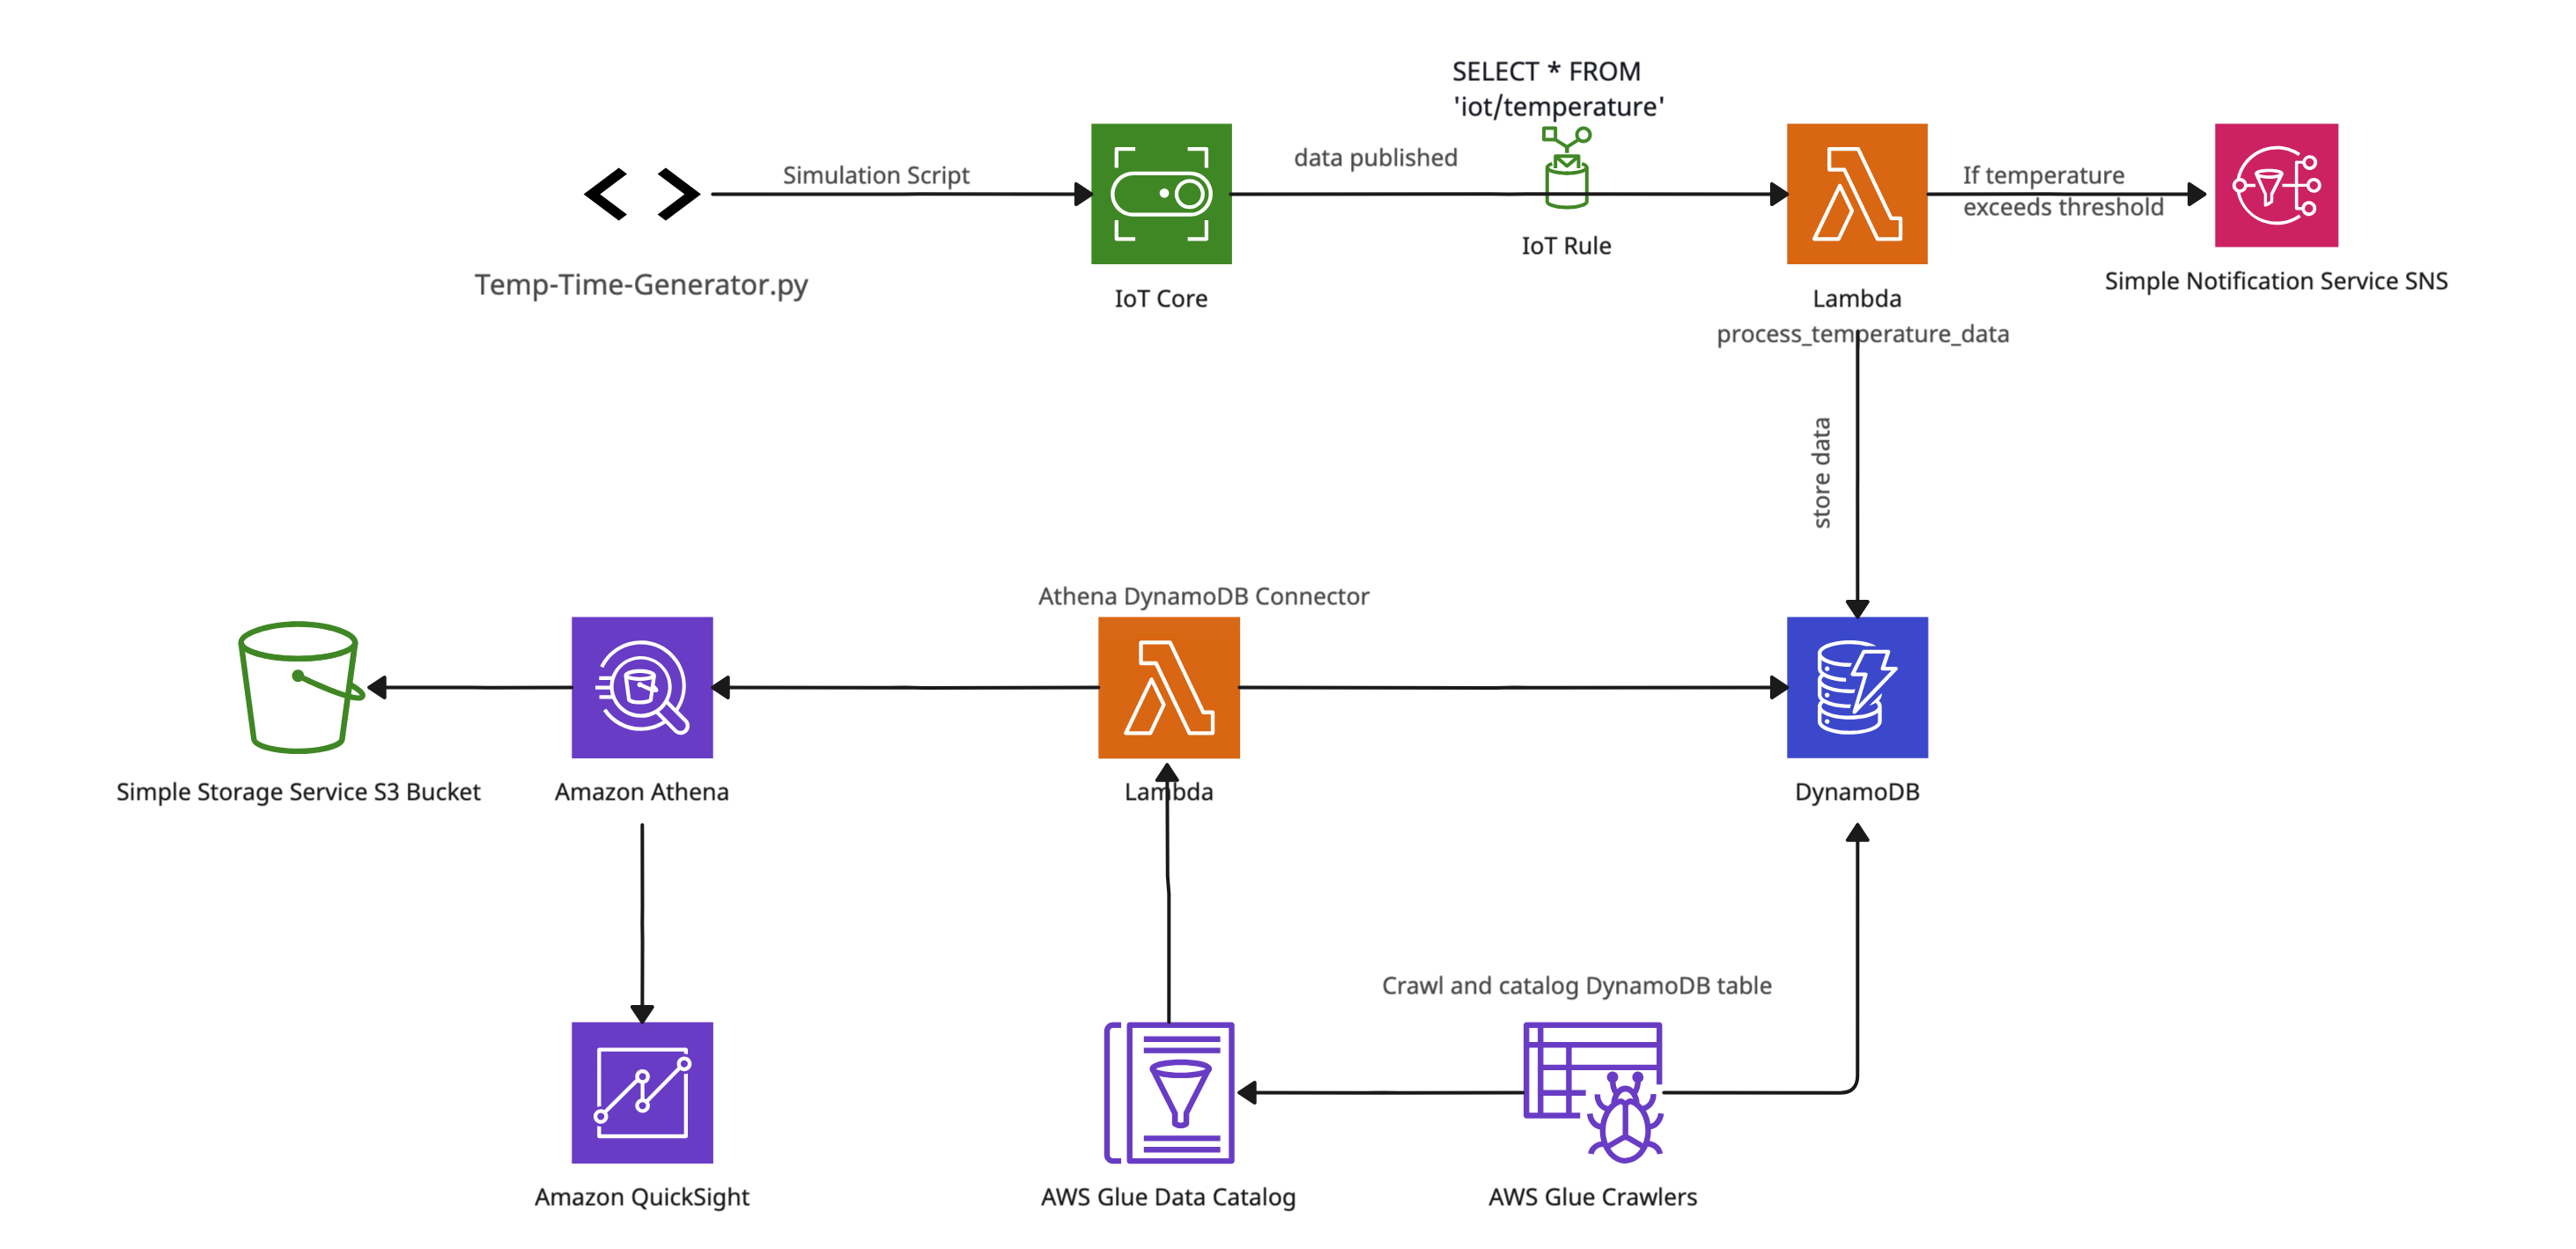 SELECT * FROM
'iot/temperature'
data published
Simulation Script
If temperature
exceeds threshold
IoT Rule
Temp-Time-Generator.py
IoT Core
Lambda
Simple Notification Service SNS
process_temperature_data
store data
Athena DynamoDB Connector
Simple Storage Service S3 Bucket
Amazon Athena
Lambda
DynamoDB
Crawl and catalog DynamoDB table
Amazon QuickSight
AWS Glue Data Catalog
AWS Glue Crawlers